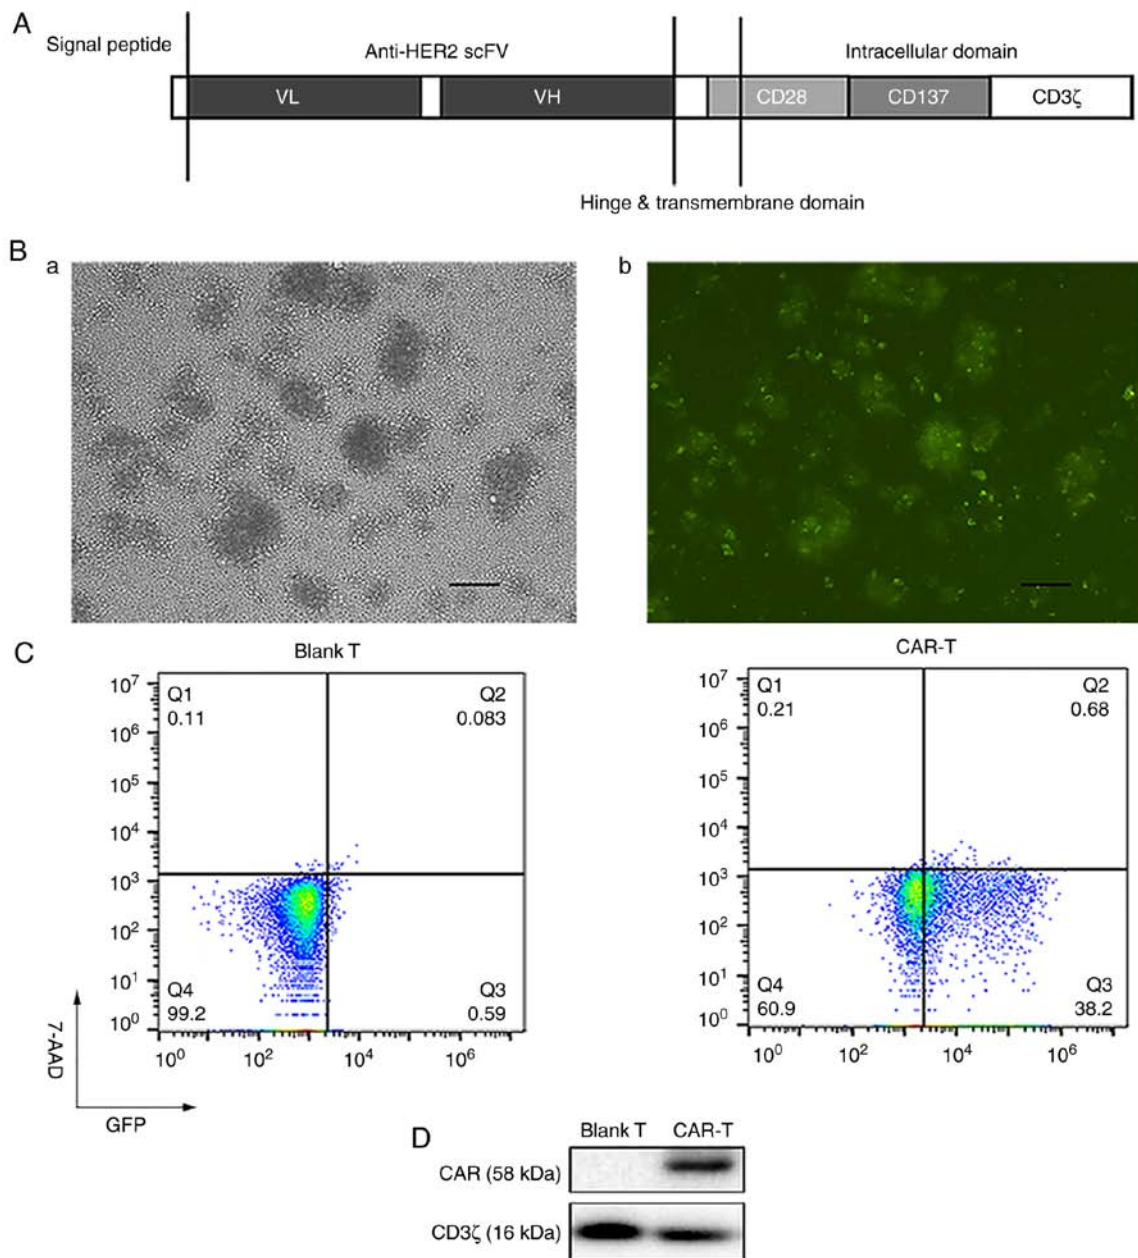 A
Signal peptide
Anti-HER2 scFV
Intracellular domain
VL
VH
CD28
CD137
CD3ζ
Hinge & transmembrane domain
B
a
b
C
Blank T
CAR-T
10⁷
10⁶
10⁵
10⁴
10³
10²
10¹
10⁰
Q1
0.11
Q2
0.083
Q4
99.2
Q3
0.59
10⁰
10²
10³
10⁴
10⁶
10⁷
10⁶
10⁵
10⁴
10³
10²
10¹
10⁰
Q1
0.21
Q2
0.68
Q4
60.9
Q3
38.2
10⁰
10²
10³
10⁴
10⁶
7-AAD
GFP
D
Blank T
CAR-T
CAR (58 kDa)
CD3ζ (16 kDa)